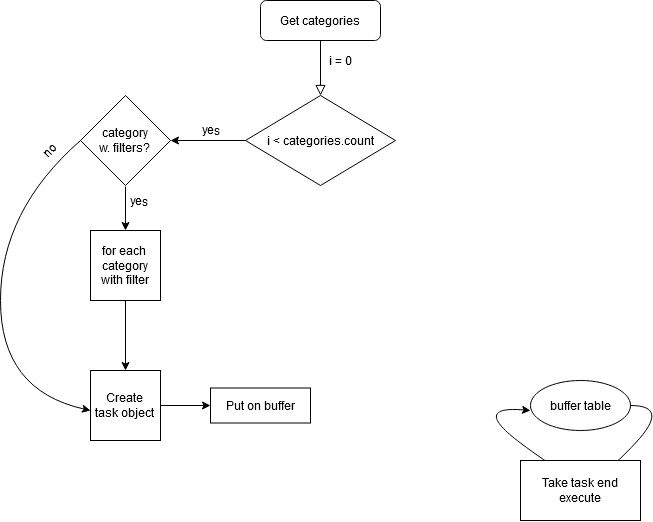 Get categories
i = 0
i < categories.count
yes
category
w. filters?
no
yes
for each
category
with filter
Create
task object
Put on buffer
buffer table
Take task end
execute